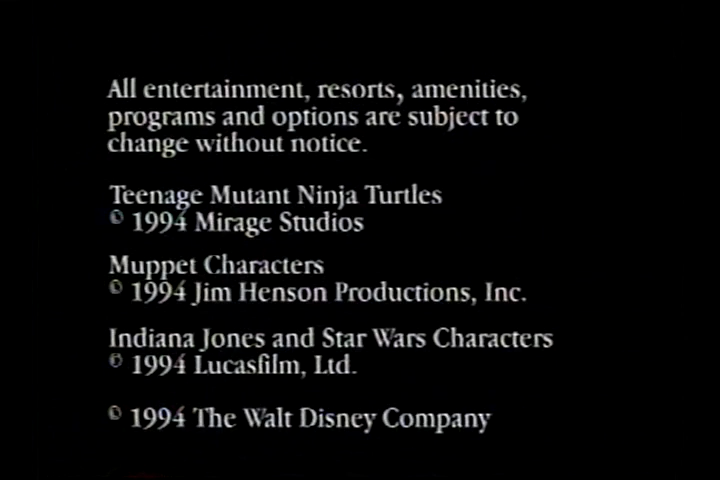 All entertainment, resorts, amenities,
programs and options are subject to
change without notice.
Teenage Mutant Ninja Turtles
© 1994 Mirage Studios
Muppet Characters
© 1994 Jim Henson Productions, Inc.
Indiana Jones and Star Wars Characters
© 1994 Lucasfilm, Ltd.
© 1994 The Walt Disney Company